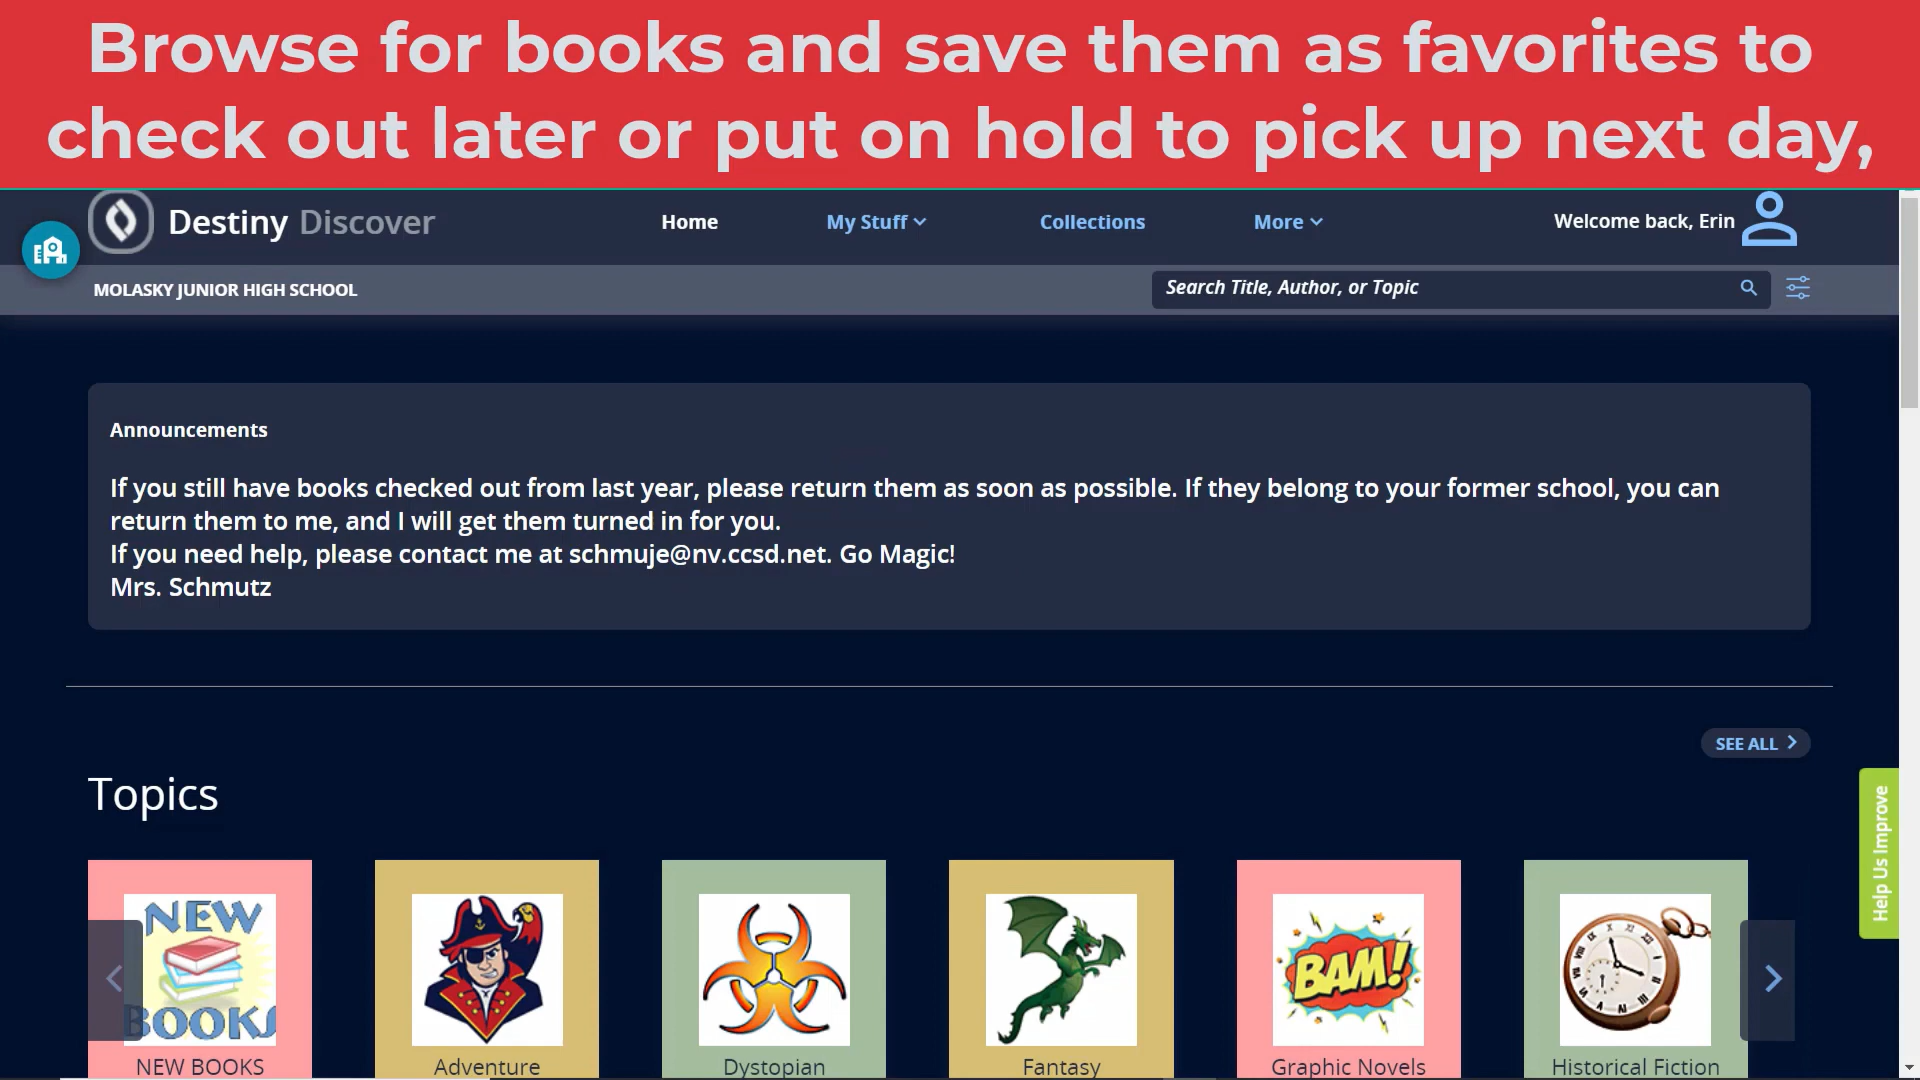 Browse for books and save them as favorites to
check out later or put on hold to pick up next day,
Destiny Discover
Home
My Stuff
Collections
More
Welcome back, Erin
MOLASKY JUNIOR HIGH SCHOOL
Search Title, Author, or Topic
Announcements
If you still have books checked out from last year, please return them as soon as possible. If they belong to your former school, you can
return them to me, and I will get them turned in for you.
If you need help, please contact me at schmuje@nv.ccsd.net. Go Magic!
Mrs. Schmutz
SEE ALL
Topics
Help Us Improve
NEW
BOOKS
BAM!
NEW BOOKS
Adventure
Dystopian
Fantasy
Graphic Novels
Historical Fiction